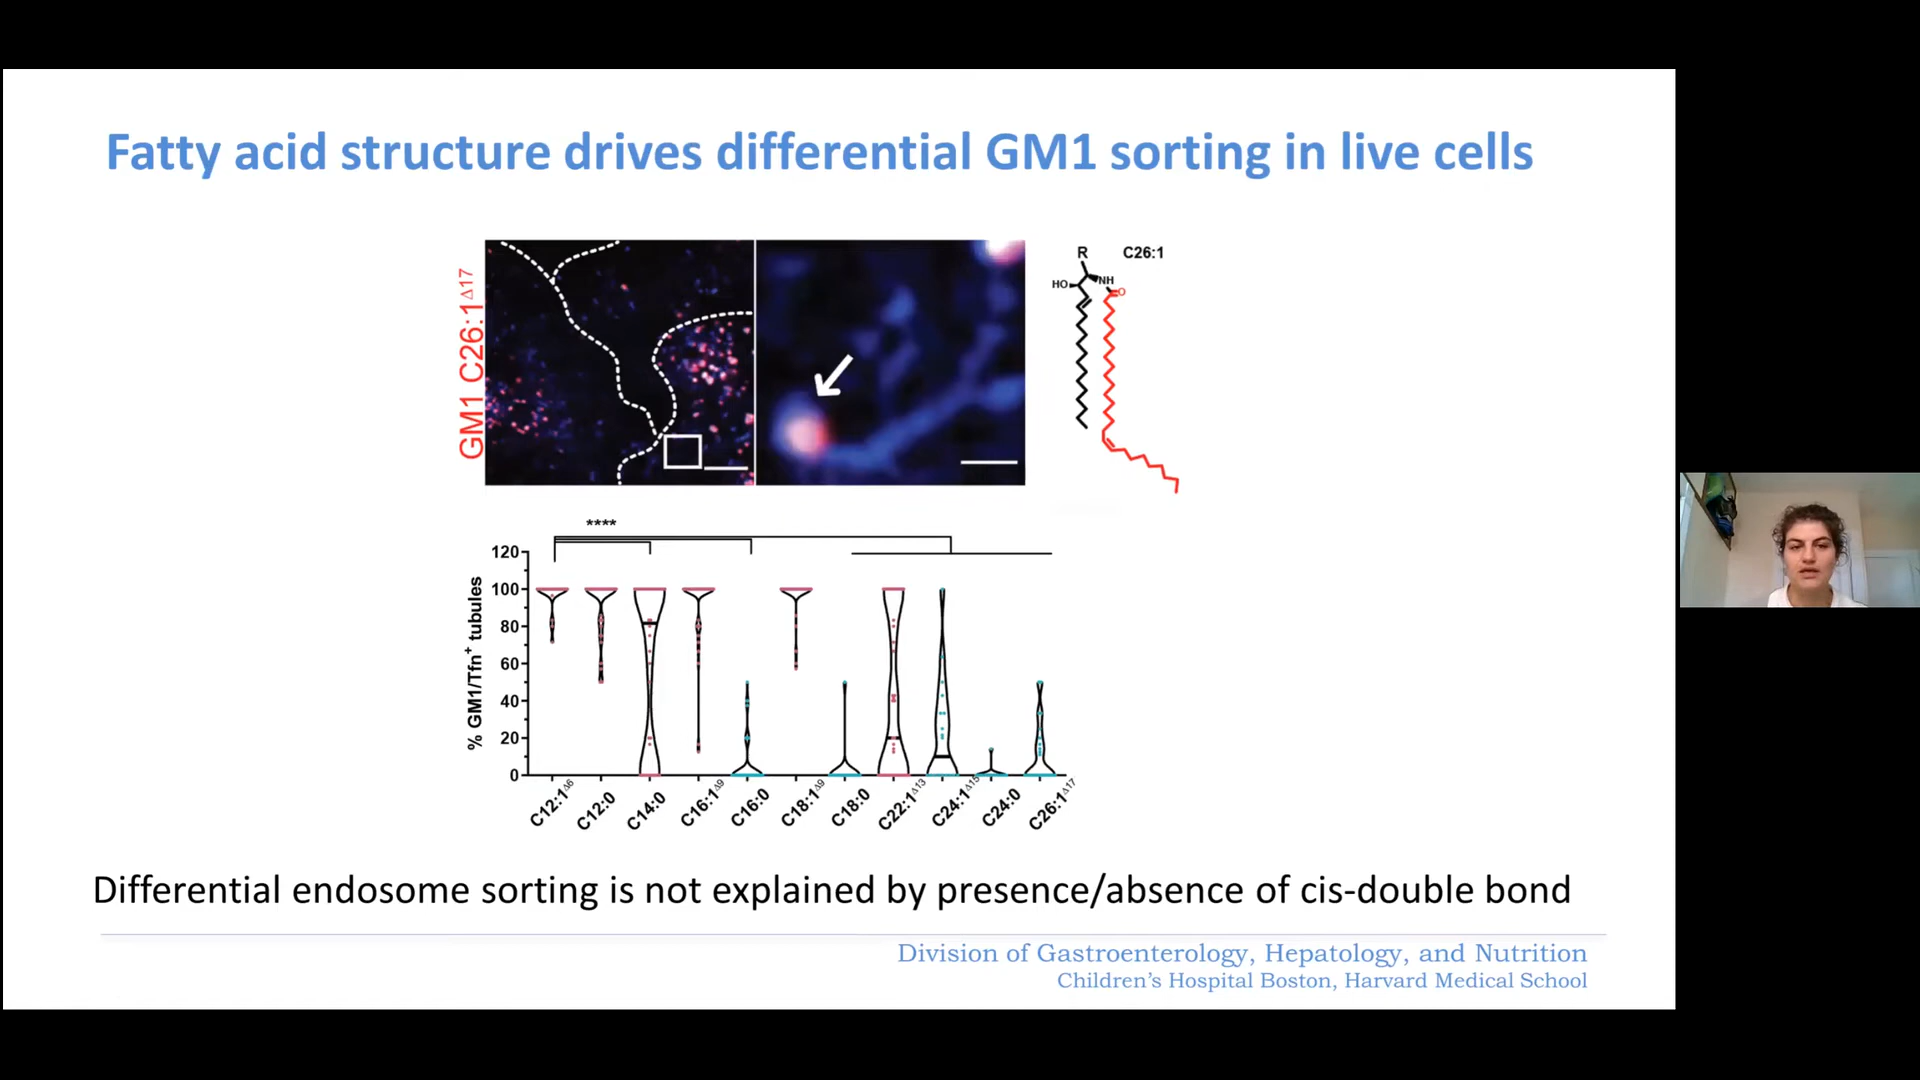 Fatty acid structure drives differential GM1 sorting in live cells
GM1 C26:1Δ17
R
C26:1
HO
NH
O
****
% GM1/Tfn+ tubules
120
100
80
60
40
20
0
C12:1Δ6
C12:0
C14:0
C16:1Δ9
C16:0
C18:1Δ9
C18:0
C22:1Δ13
C24:1Δ15
C24:0
C26:1Δ17
Differential endosome sorting is not explained by presence/absence of cis-double bond
Division of Gastroenterology, Hepatology, and Nutrition
Children's Hospital Boston, Harvard Medical School